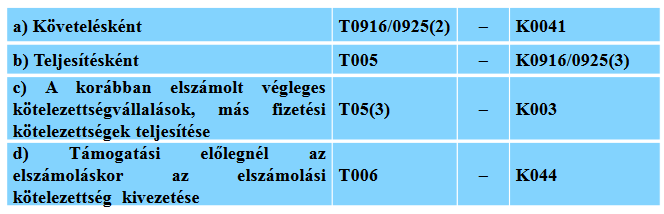 a) Követelésként T0916/0925(2) – K0041
b) Teljesítésként T005 – K0916/0925(3)
c) A korábban elszámolt végleges
kötelezettségvállalások, más fizetési
kötelezettségek teljesítése T05(3) – K003
d) Támogatási előlegnél az
elszámoláskor az elszámolási
kötelezettség kivezetése T006 – K044